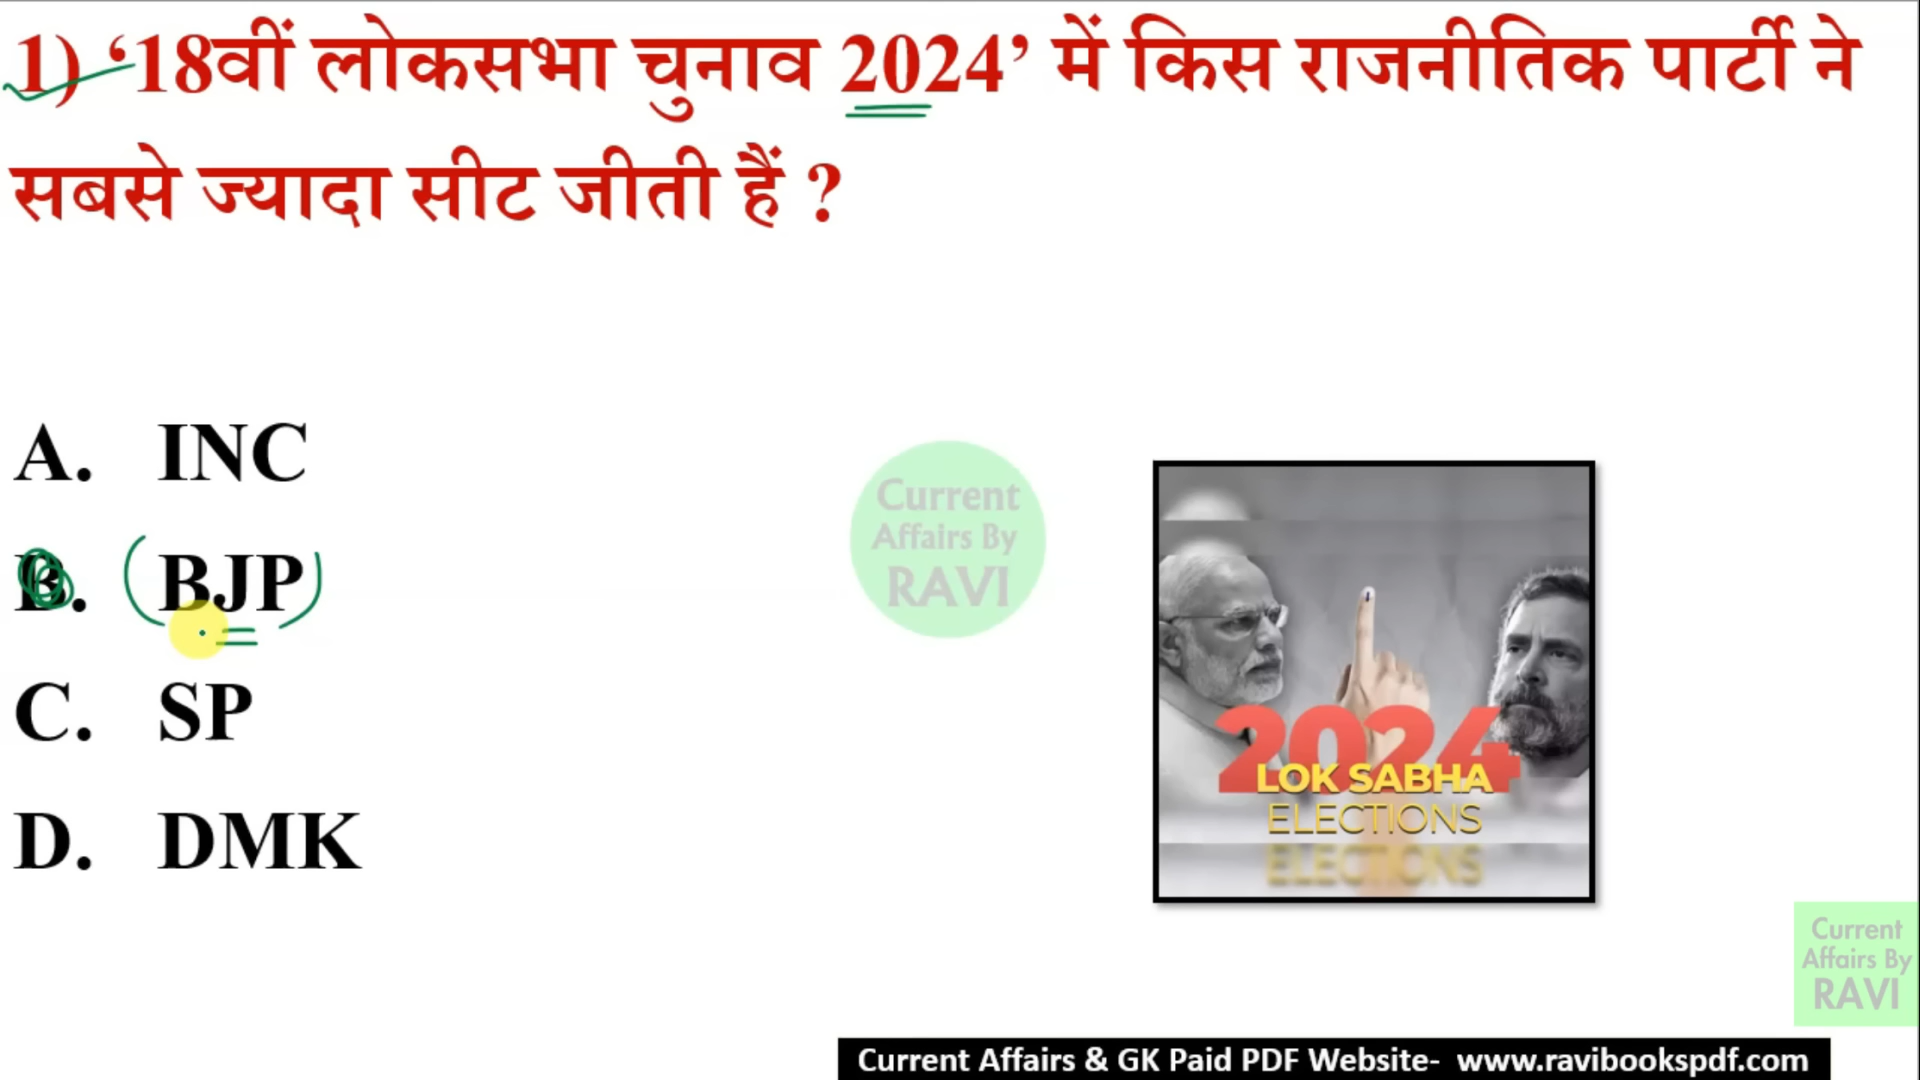 1) ‘18वीं लोकसभा चुनाव 2024’ में किस राजनीतिक पार्टी ने
सबसे ज्यादा सीट जीती हैं ?
A. INC
B. BJP
C. SP
D. DMK
Current
Affairs By
RAVI
2024
LOK SABHA
ELECTIONS
ELECTIONS
Current
Affairs By
RAVI
Current Affairs & GK Paid PDF Website- www.ravibookspdf.com